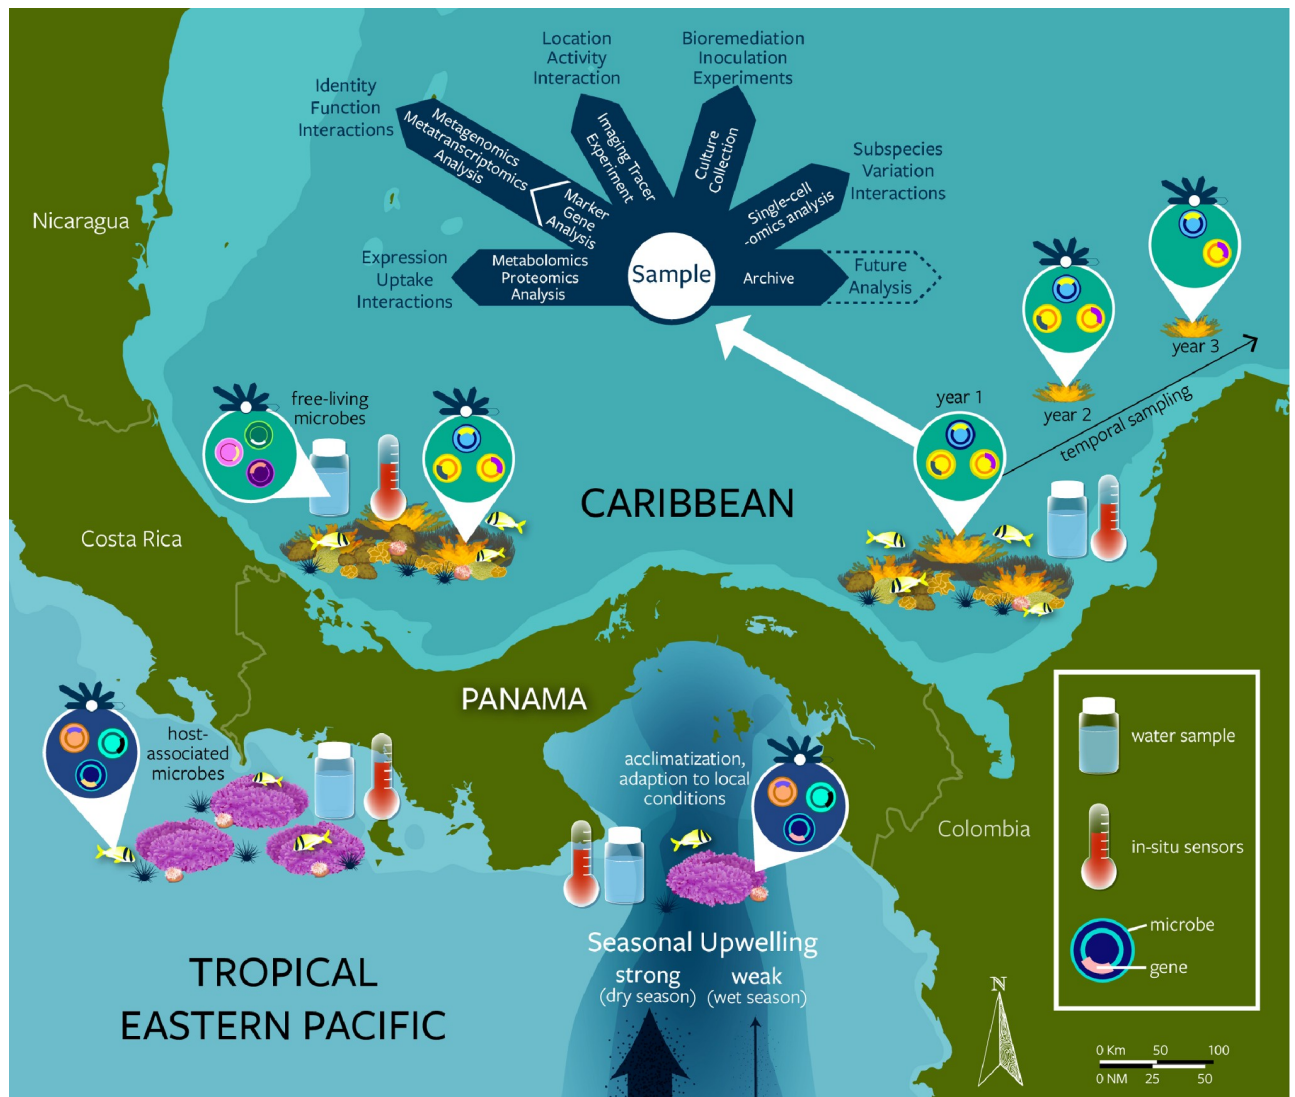 Location
Activity
Interaction
Bioremediation
Inoculation
Experiments
Identity
Function
Interactions
Metagenomics
Metatranscriptomics
Analysis
Marker
Gene
Analysis
Imaging Tracer
Experiment
Culture
Collection
Single-cell
-omics analysis
Subspecies
Variation
Interactions
Expression
Uptake
Interactions
Metabolomics
Proteomics
Analysis
Sample
Archive
Future
Analysis
Nicaragua
year 3
year 2
year 1
temporal sampling
free-living
microbes
CARIBBEAN
Costa Rica
PANAMA
host-
associated
microbes
acclimatization,
adaption to local
conditions
Colombia
water sample
in-situ sensors
microbe
gene
Seasonal Upwelling
strong
(dry season)
weak
(wet season)
TROPICAL
EASTERN PACIFIC
N
0 Km 50 100
0 NM 25 50